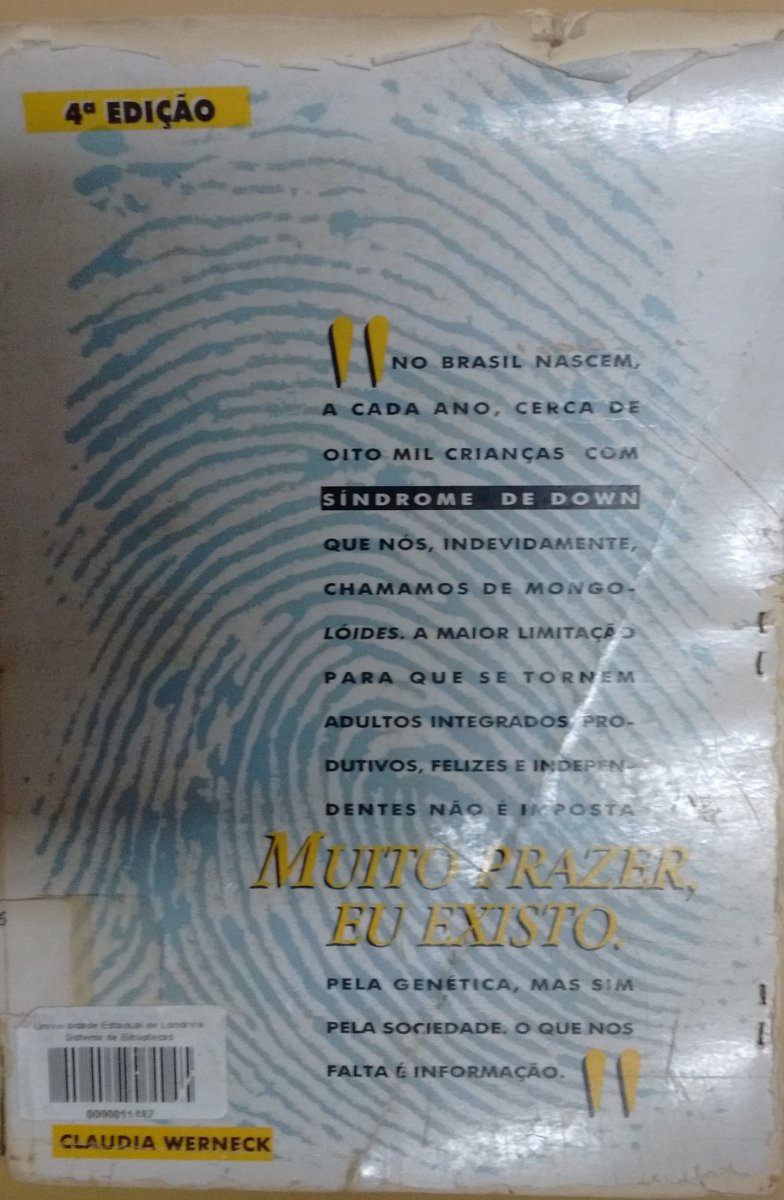 4ª EDIÇÃO
"NO BRASIL NASCEM,
A CADA ANO, CERCA DE
OITO MIL CRIANÇAS COM
SÍNDROME DE DOWN
QUE NÓS, INDEVIDAMENTE,
CHAMAMOS DE MONGO-
LÓIDES. A MAIOR LIMITAÇÃO
PARA QUE SE TORNEM
ADULTOS INTEGRADOS, PRO-
DUTIVOS, FELIZES E INDEPEN-
DENTES NÃO É IMPOSTA
MUITO PRAZER,
EU EXISTO.
PELA GENÉTICA, MAS SIM
PELA SOCIEDADE. O QUE NOS
FALTA É INFORMAÇÃO."
Universidade Estadual de Londrina
Sistema de Bibliotecas
CLAUDIA WERNECK